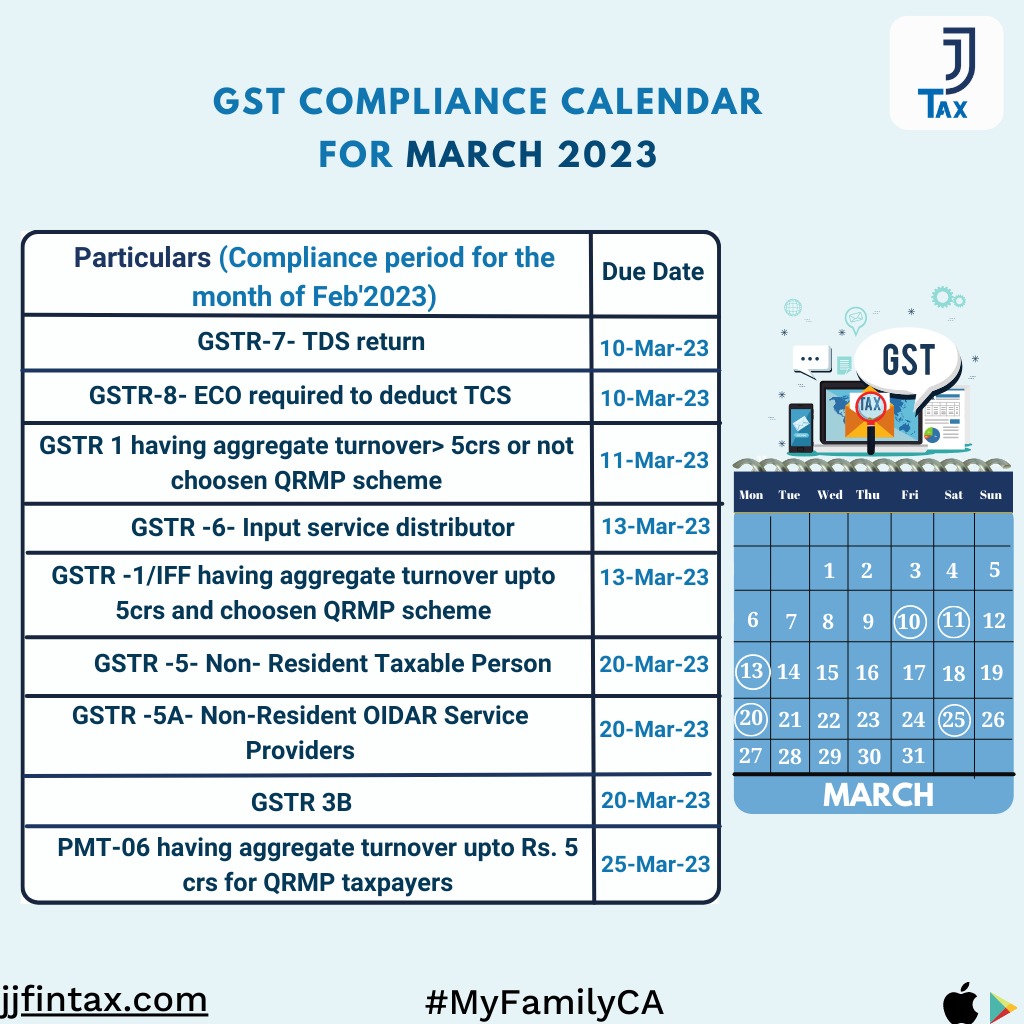 J
TAX
GST COMPLIANCE CALENDAR
FOR MARCH 2023
Particulars (Compliance period for the
month of Feb'2023)
Due Date
GSTR-7- TDS return
10-Mar-23
GSTR-8- ECO required to deduct TCS
10-Mar-23
GSTR 1 having aggregate turnover> 5crs or not
choosen QRMP scheme
11-Mar-23
GSTR -6- Input service distributor
13-Mar-23
GSTR -1/IFF having aggregate turnover upto
5crs and choosen QRMP scheme
13-Mar-23
GSTR -5- Non- Resident Taxable Person
20-Mar-23
GSTR -5A- Non-Resident OIDAR Service
Providers
20-Mar-23
GSTR 3B
20-Mar-23
PMT-06 having aggregate turnover upto Rs. 5
crs for QRMP taxpayers
25-Mar-23
GST
TAX
Mon Tue Wed Thu Fri Sat Sun
1 2 3 4 5
6 7 8 9 10 11 12
13 14 15 16 17 18 19
20 21 22 23 24 25 26
27 28 29 30 31
MARCH
jjfintax.com
#MyFamilyCA